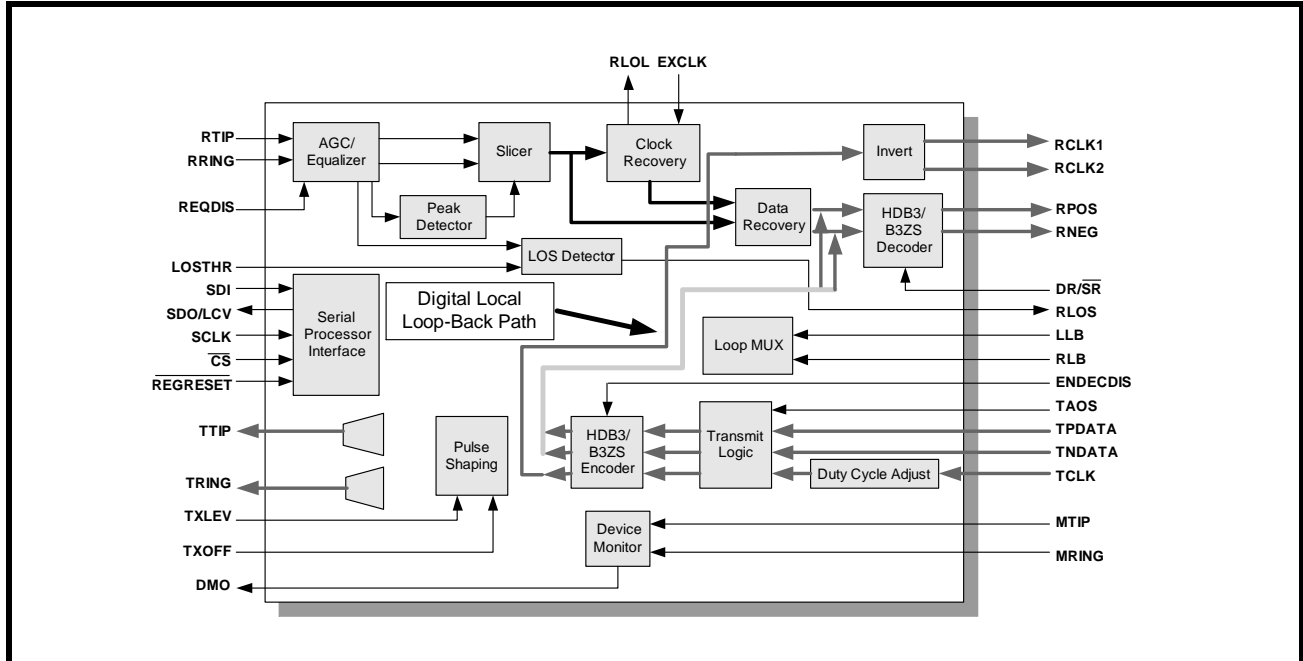 RLOL EXCLK
RTIP
RRING
REQDIS
LOSTHR
SDI
SDO/LCV
SCLK
CS
REGRESET
TTIP
TRING
TXLEV
TXOFF
DMO
AGC/
Equalizer
Peak
Detector
Slicer
Clock
Recovery
Data
Recovery
LOS Detector
Invert
HDB3/
B3ZS
Decoder
Serial
Processor
Interface
Digital Local
Loop-Back Path
Loop MUX
Pulse
Shaping
HDB3/
B3ZS
Encoder
Transmit
Logic
Duty Cycle Adjust
Device
Monitor
RCLK1
RCLK2
RPOS
RNEG
DR/SR
RLOS
LLB
RLB
ENDECDIS
TAOS
TPDATA
TNDATA
TCLK
MTIP
MRING